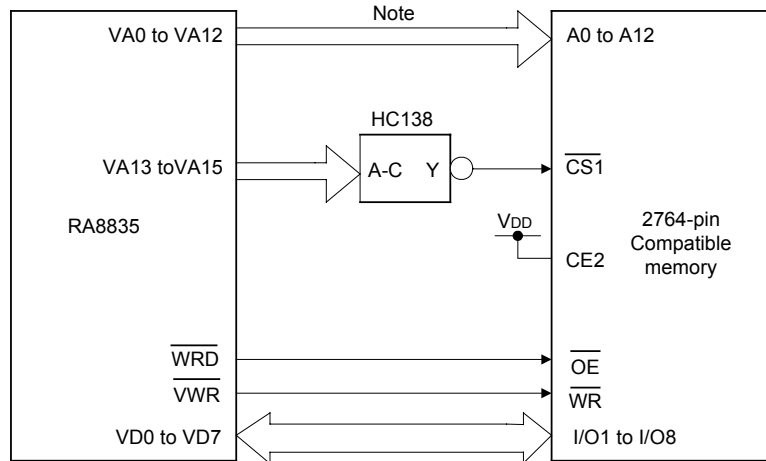 Note
VA0 to VA12
A0 to A12
HC138
VA13 toVA15
A-C Y
CS1
RA8835
VDD
2764-pin
Compatible
memory
CE2
WRD
OE
VWR
WR
VD0 to VD7
I/O1 to I/O8